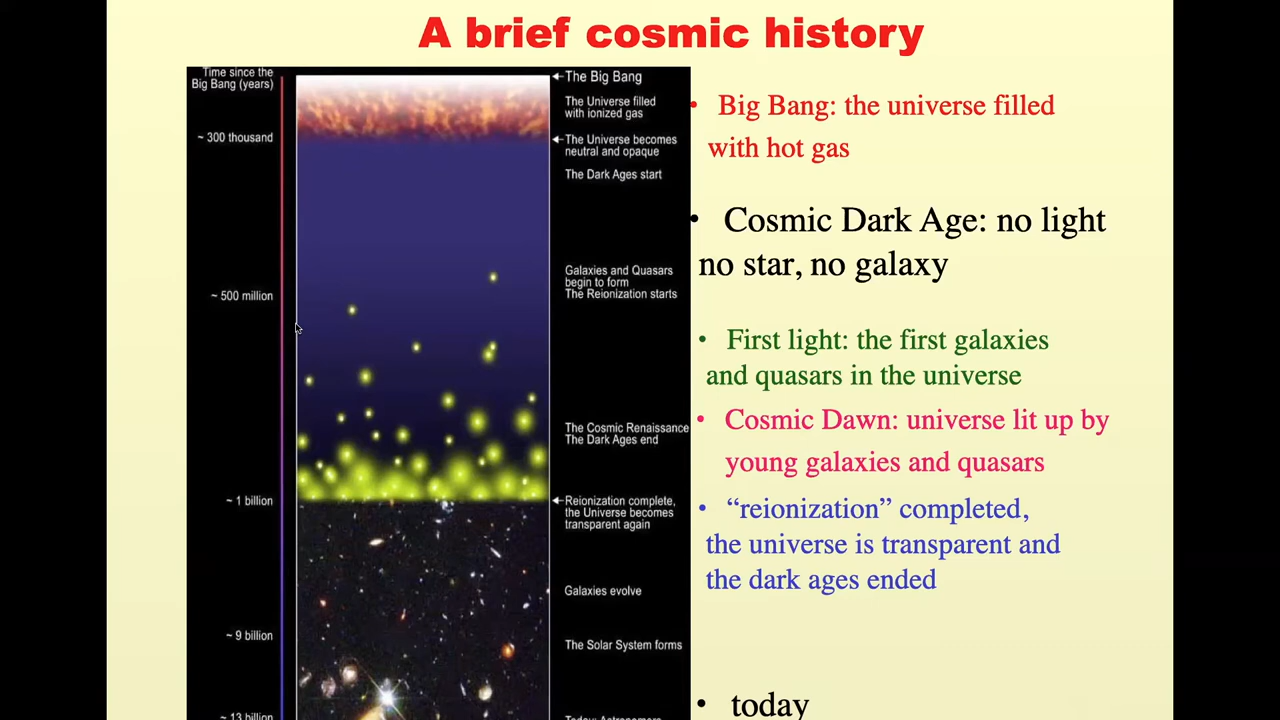 A brief cosmic history
Time since the
Big Bang (years)
The Big Bang
The Universe filled
with ionized gas
~ 300 thousand
The Universe becomes
neutral and opaque
The Dark Ages start
Galaxies and Quasars
begin to form
The Reionization starts
~ 500 million
The Cosmic Renaissance
The Dark Ages end
~ 1 billion
Reionization complete,
the Universe becomes
transparent again
Galaxies evolve
~ 9 billion
The Solar System forms
~ 13 billion
Today: Astronomers
• Big Bang: the universe filled
with hot gas
• Cosmic Dark Age: no light
no star, no galaxy
• First light: the first galaxies
and quasars in the universe
• Cosmic Dawn: universe lit up by
young galaxies and quasars
• “reionization” completed,
the universe is transparent and
the dark ages ended
• today